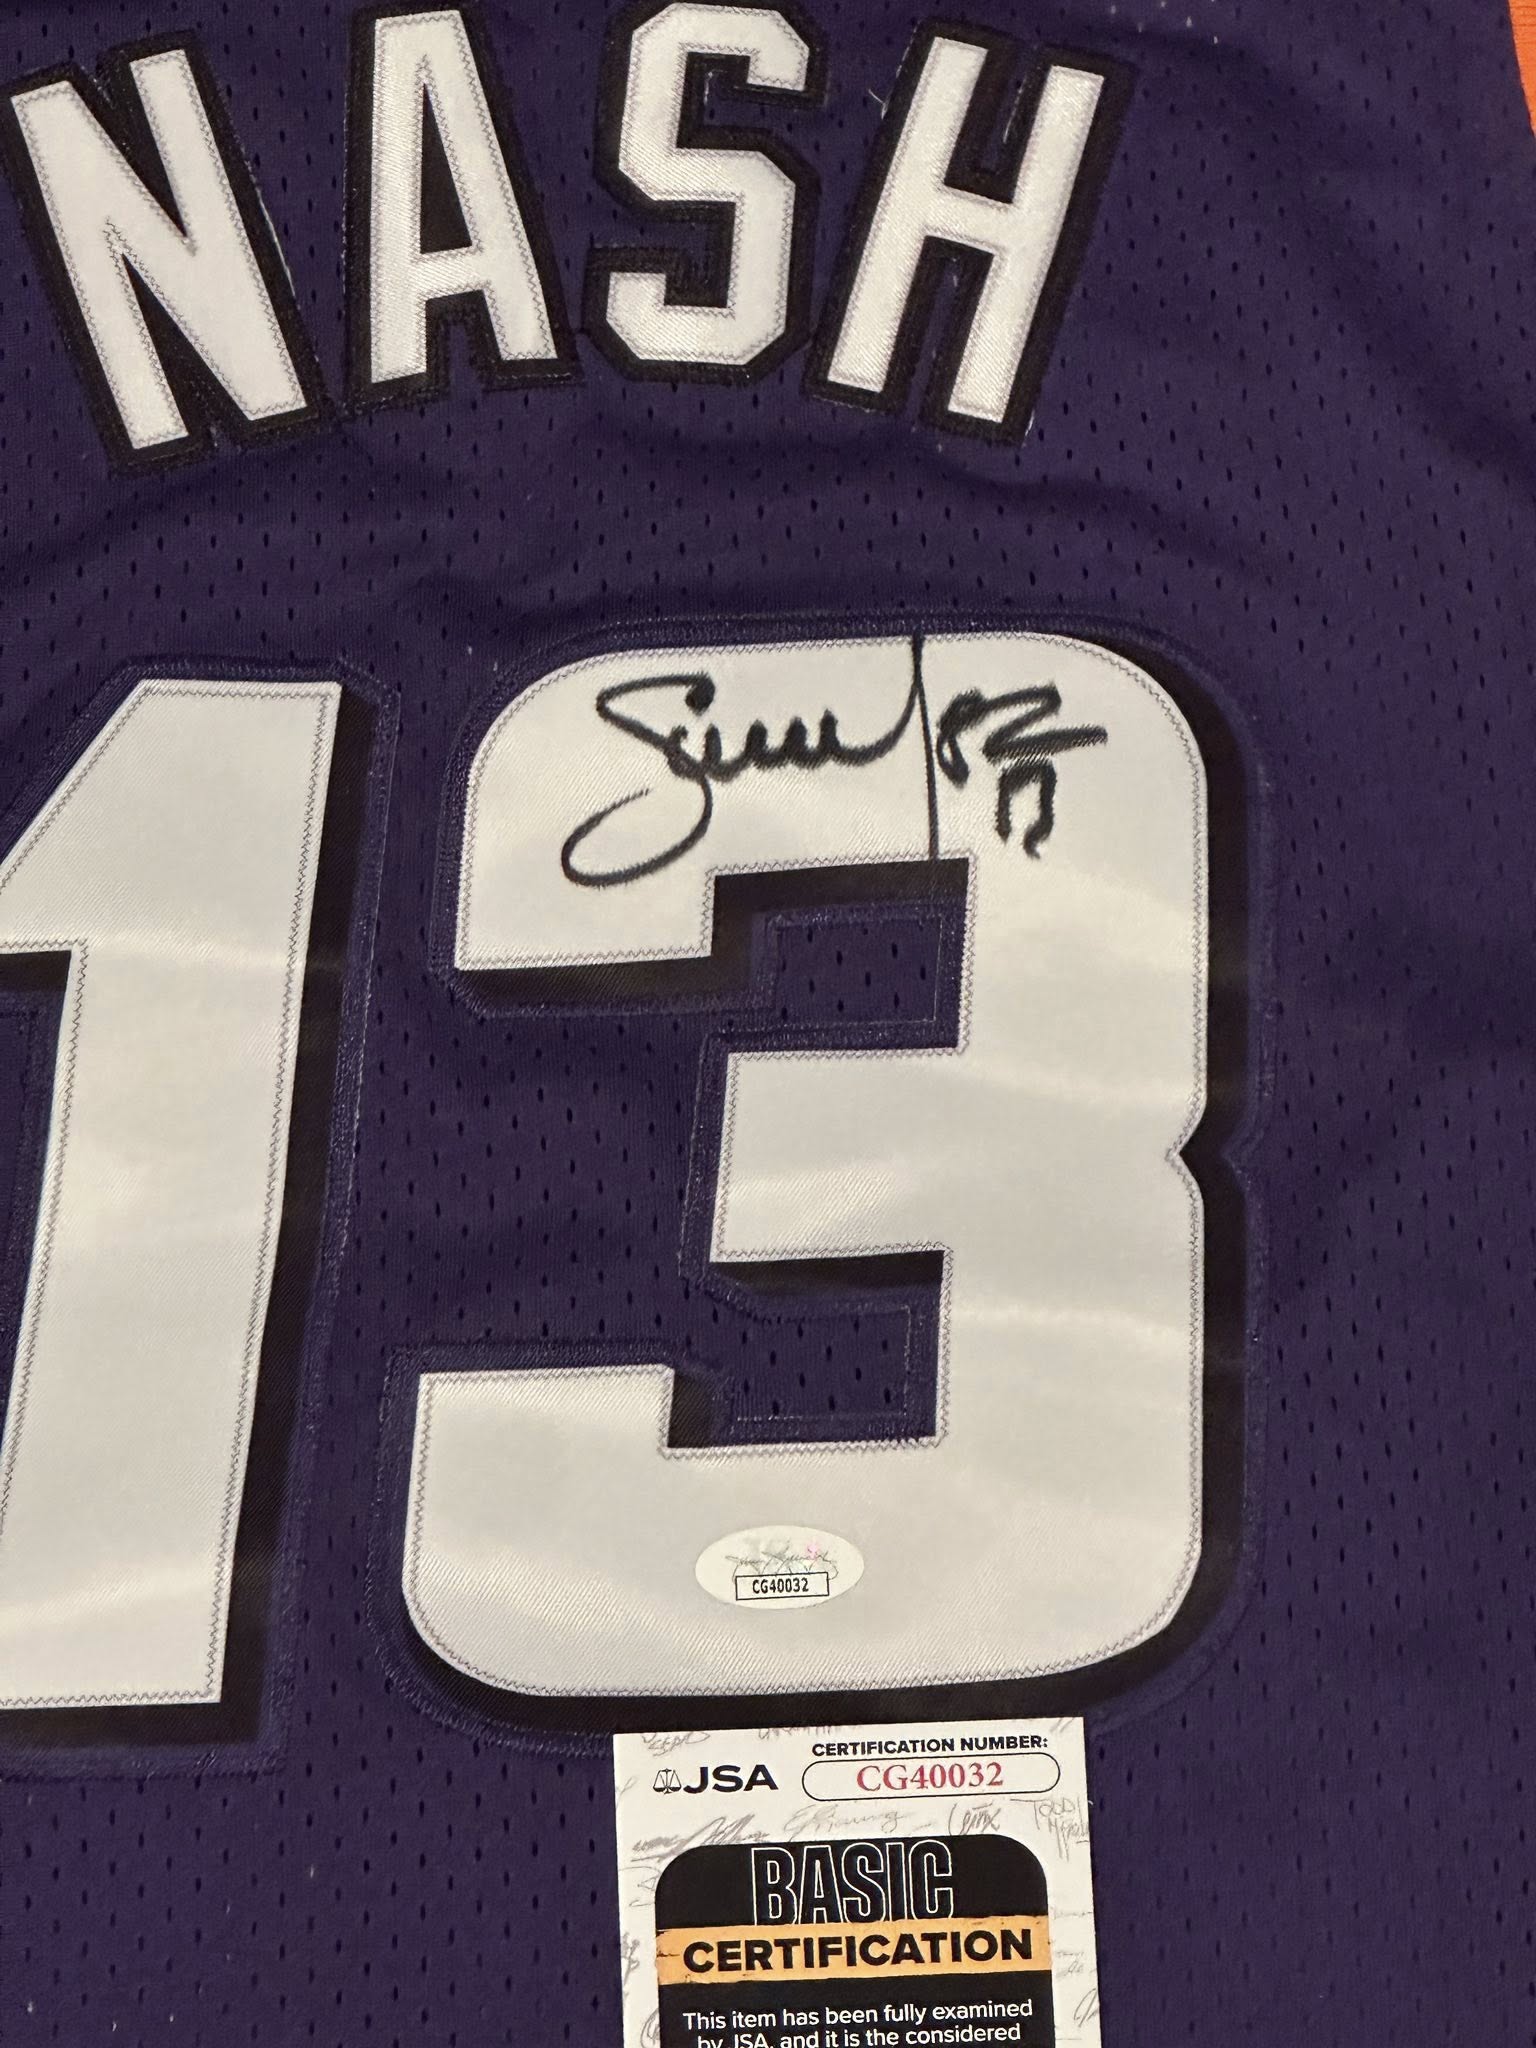 NASH
13
CG40032
JSA
CERTIFICATION NUMBER:
CG40032
BASIC
CERTIFICATION
This item has been fully examined
by JSA, and it is the considered